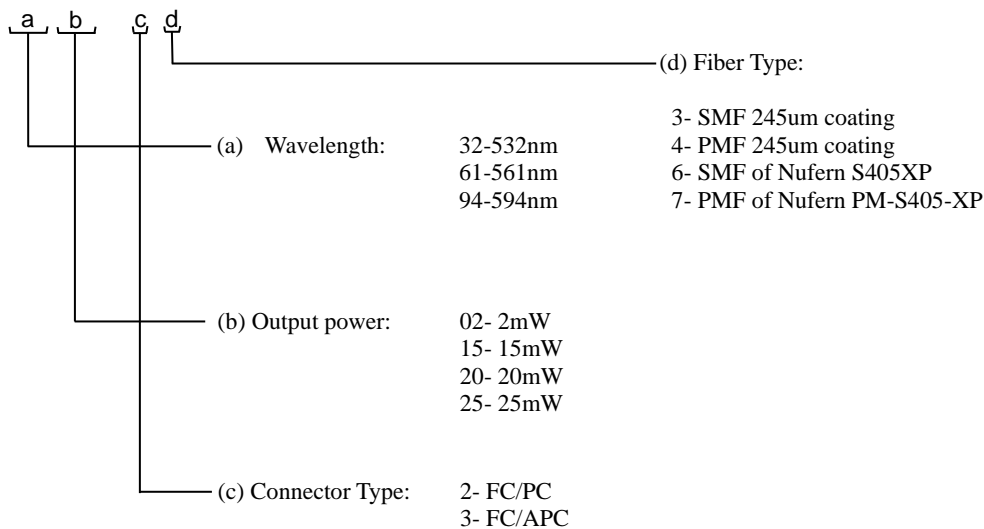 a b c d
(d) Fiber Type:
3- SMF 245um coating
(a) Wavelength: 32-532nm 4- PMF 245um coating
61-561nm 6- SMF of Nufern S405XP
94-594nm 7- PMF of Nufern PM-S405-XP
(b) Output power: 02- 2mW
15- 15mW
20- 20mW
25- 25mW
(c) Connector Type: 2- FC/PC
3- FC/APC